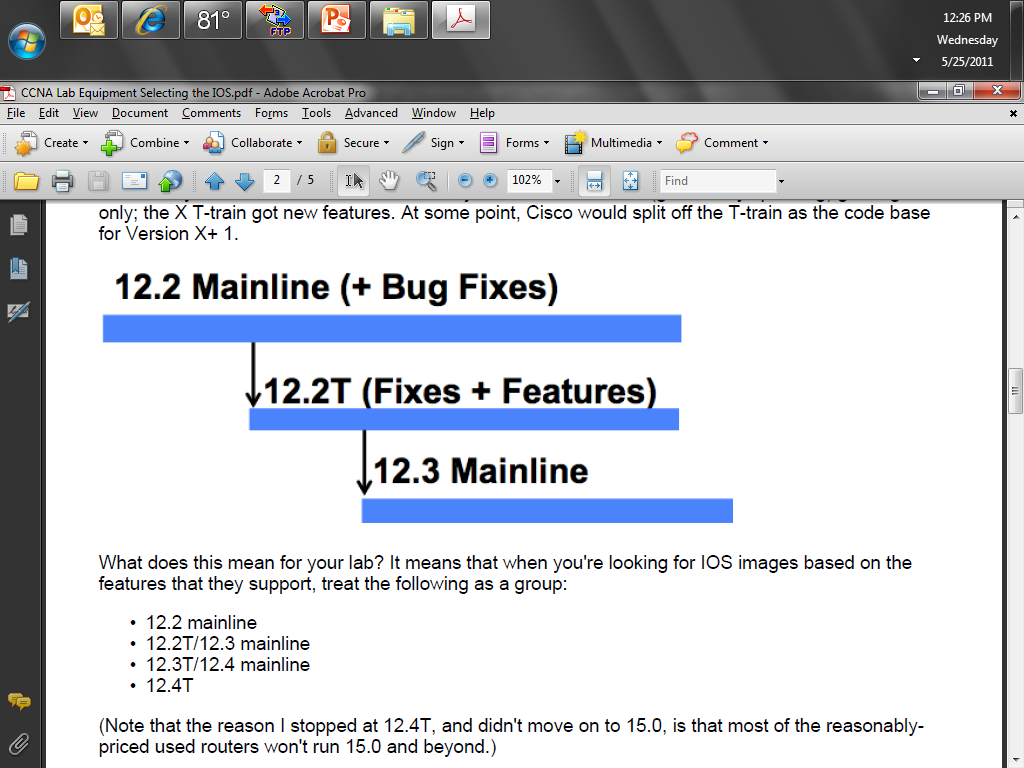 81°
FTP
12:26 PM
Wednesday
5/25/2011
CCNA Lab Equipment Selecting the IOS.pdf - Adobe Acrobat Pro
File Edit View Document Comments Forms Tools Advanced Window Help
Create Combine Collaborate Secure Sign Forms Multimedia Comment
2 / 5 102% Find
only; the X T-train got new features. At some point, Cisco would split off the T-train as the code base
for Version X+ 1.
12.2 Mainline (+ Bug Fixes)
12.2T (Fixes + Features)
12.3 Mainline
What does this mean for your lab? It means that when you're looking for IOS images based on the
features that they support, treat the following as a group:
• 12.2 mainline
• 12.2T/12.3 mainline
• 12.3T/12.4 mainline
• 12.4T
(Note that the reason I stopped at 12.4T, and didn't move on to 15.0, is that most of the reasonably-
priced used routers won't run 15.0 and beyond.)